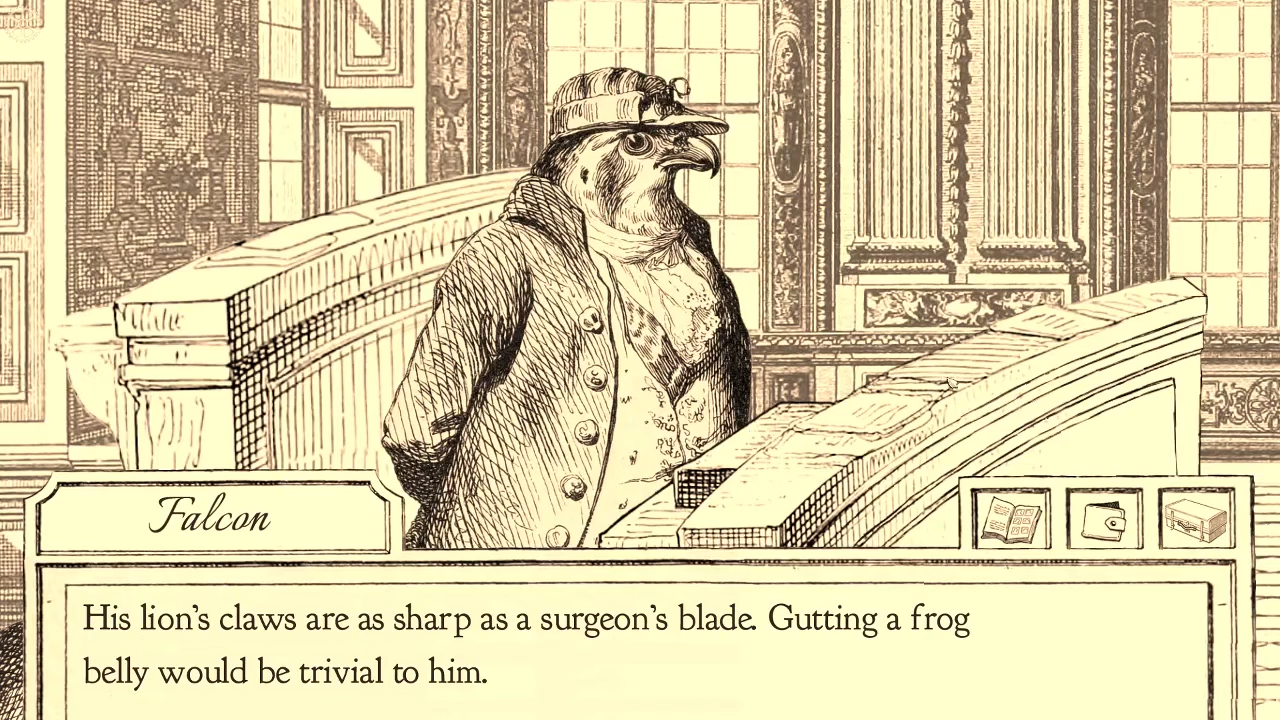 Falcon
His lion's claws are as sharp as a surgeon's blade. Gutting a frog
belly would be trivial to him.